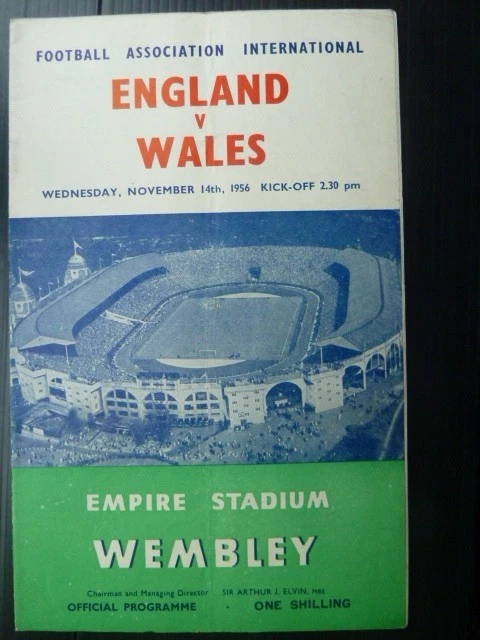 FOOTBALL ASSOCIATION INTERNATIONAL
ENGLAND
V
WALES
WEDNESDAY, NOVEMBER 14th, 1956 KICK-OFF 2.30 pm
EMPIRE STADIUM
WEMBLEY
Chairman and Managing Director SIR ARTHUR J. ELVIN, MBE
OFFICIAL PROGRAMME · ONE SHILLING